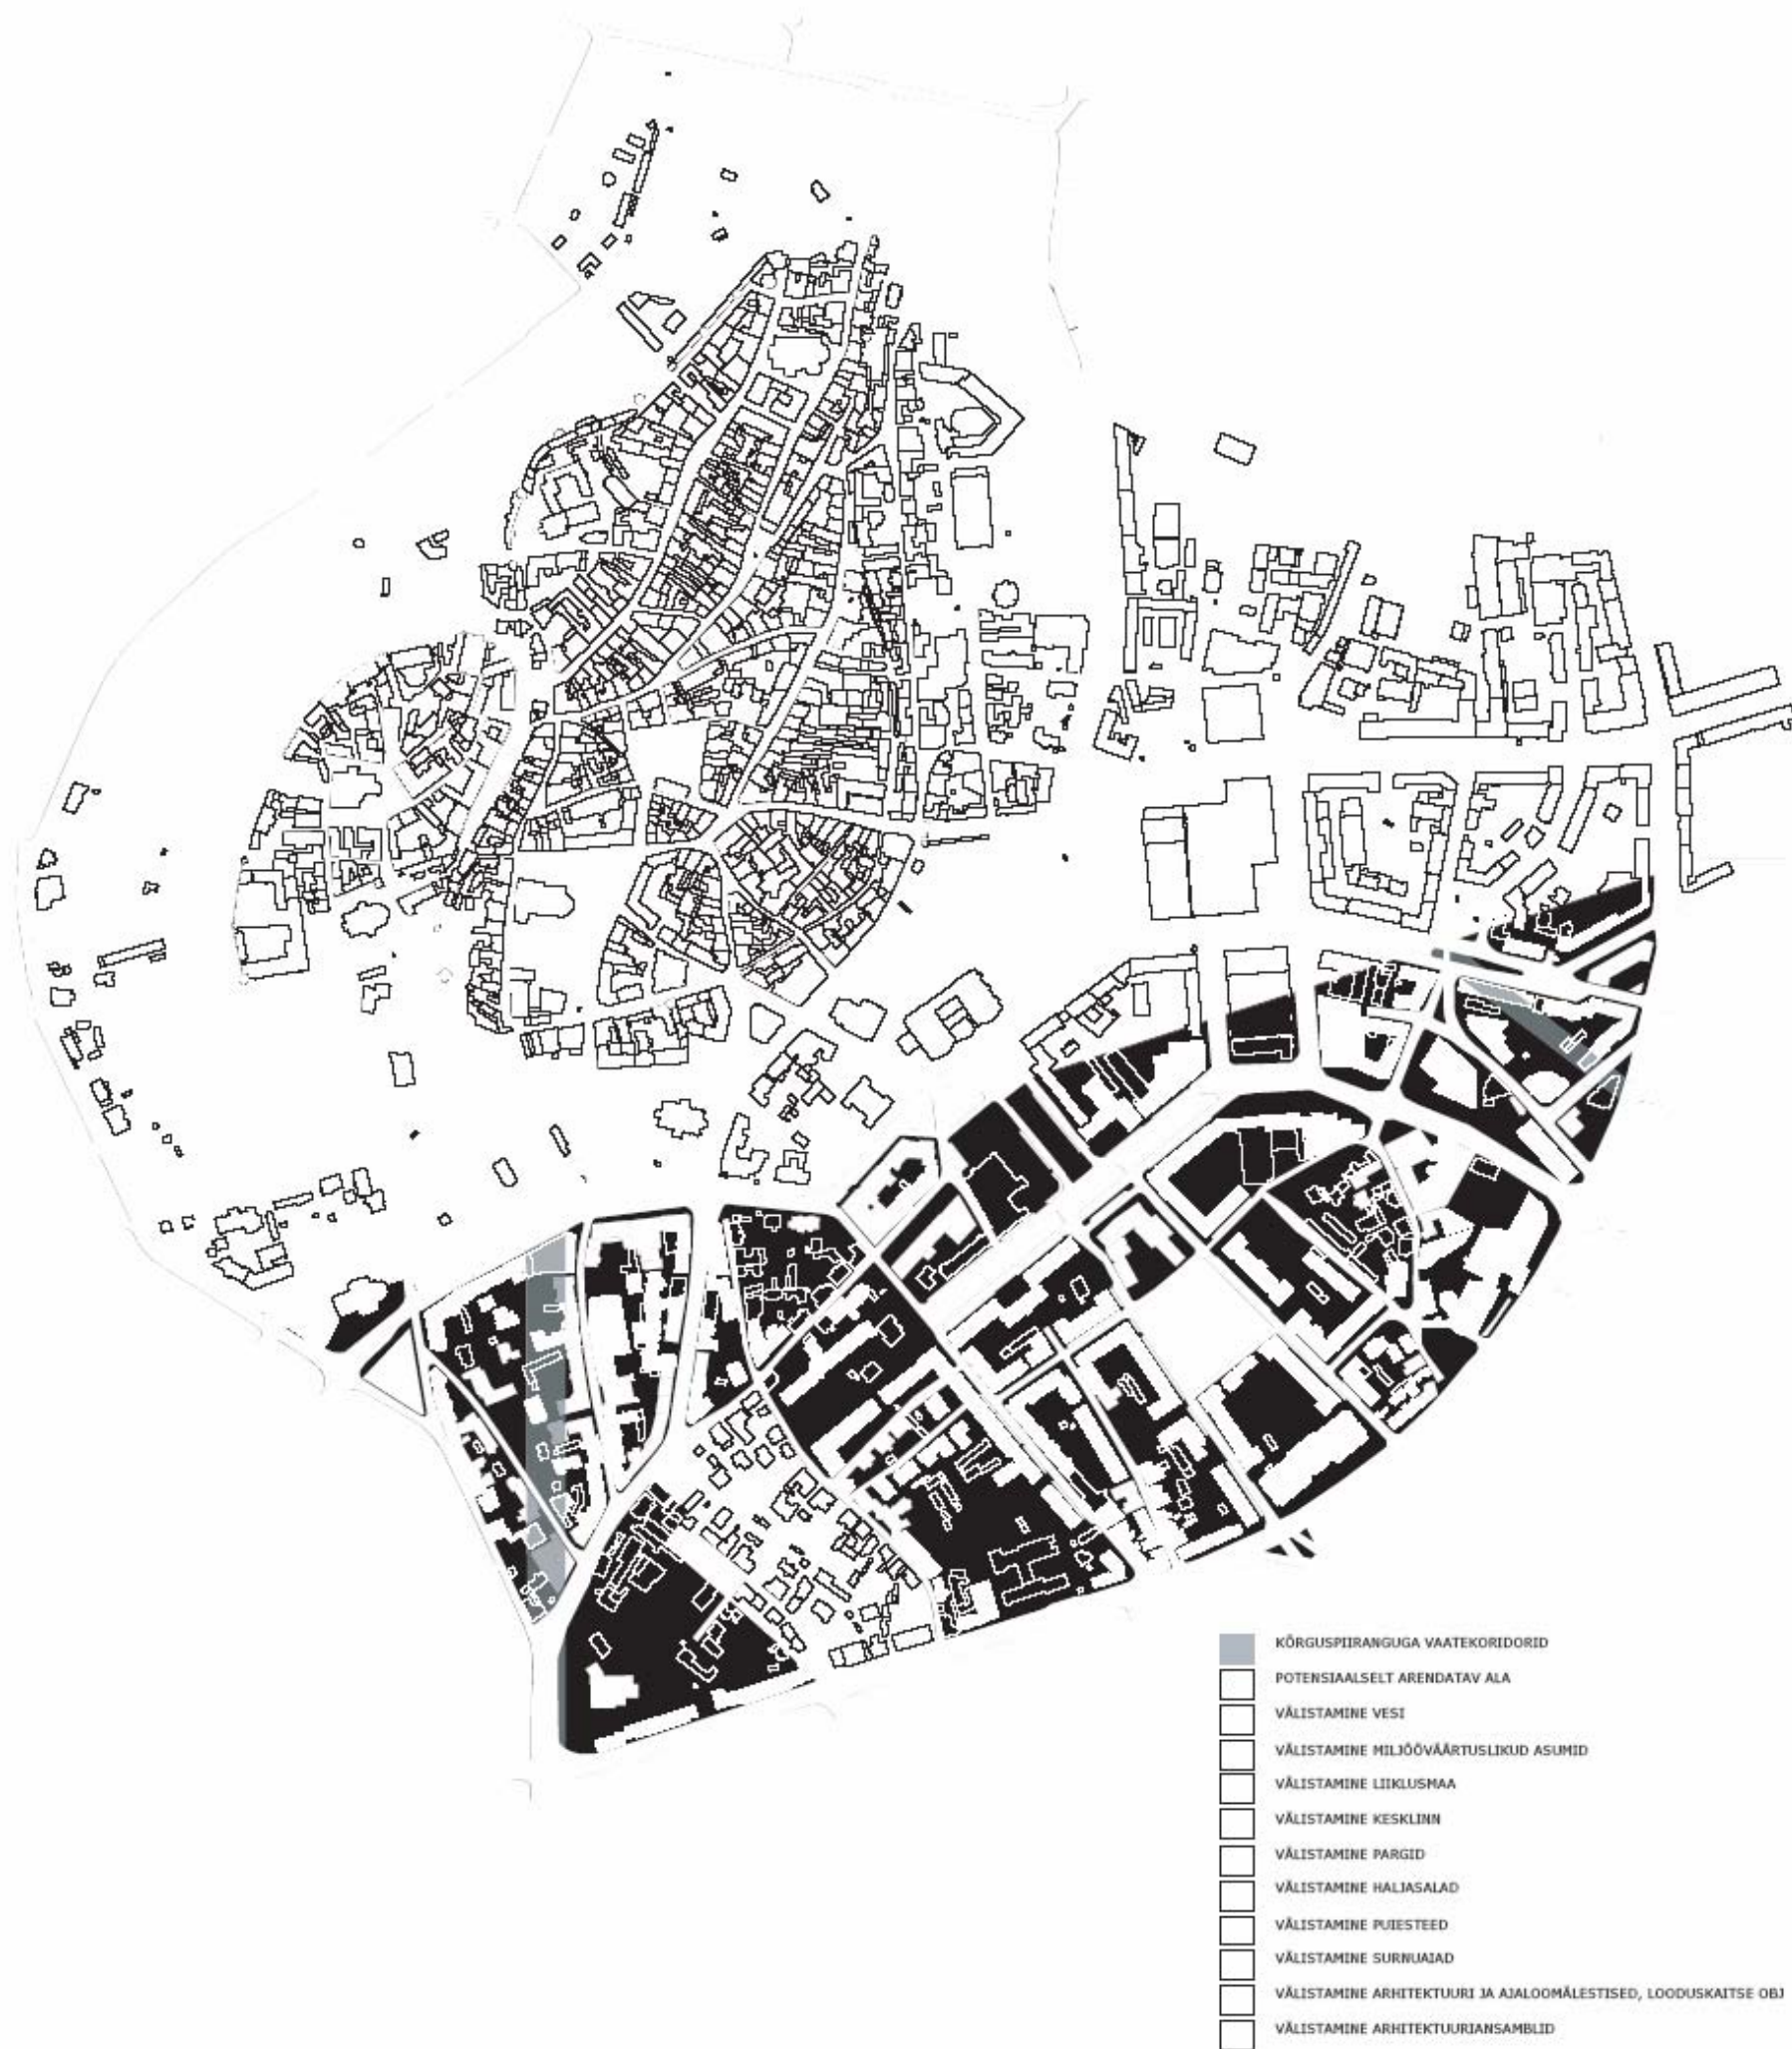 KÕRGUSPIIRANGUGA VAATEKORIDORID
POTENSIAALSELT ARENDATAV ALA
VÄLISTAMINE VESI
VÄLISTAMINE MILJÖÖVÄÄRTUSLIKUD ASUMID
VÄLISTAMINE LIIKLUSMAA
VÄLISTAMINE KESKLINN
VÄLISTAMINE PARGID
VÄLISTAMINE HALJASALAD
VÄLISTAMINE PUIESTEED
VÄLISTAMINE SURNUAIAD
VÄLISTAMINE ARHITEKTUURI JA AJALOOMÄLESTISED, LOODUSKAITSE OBJ
VÄLISTAMINE ARHITEKTUURIANSAMBLID